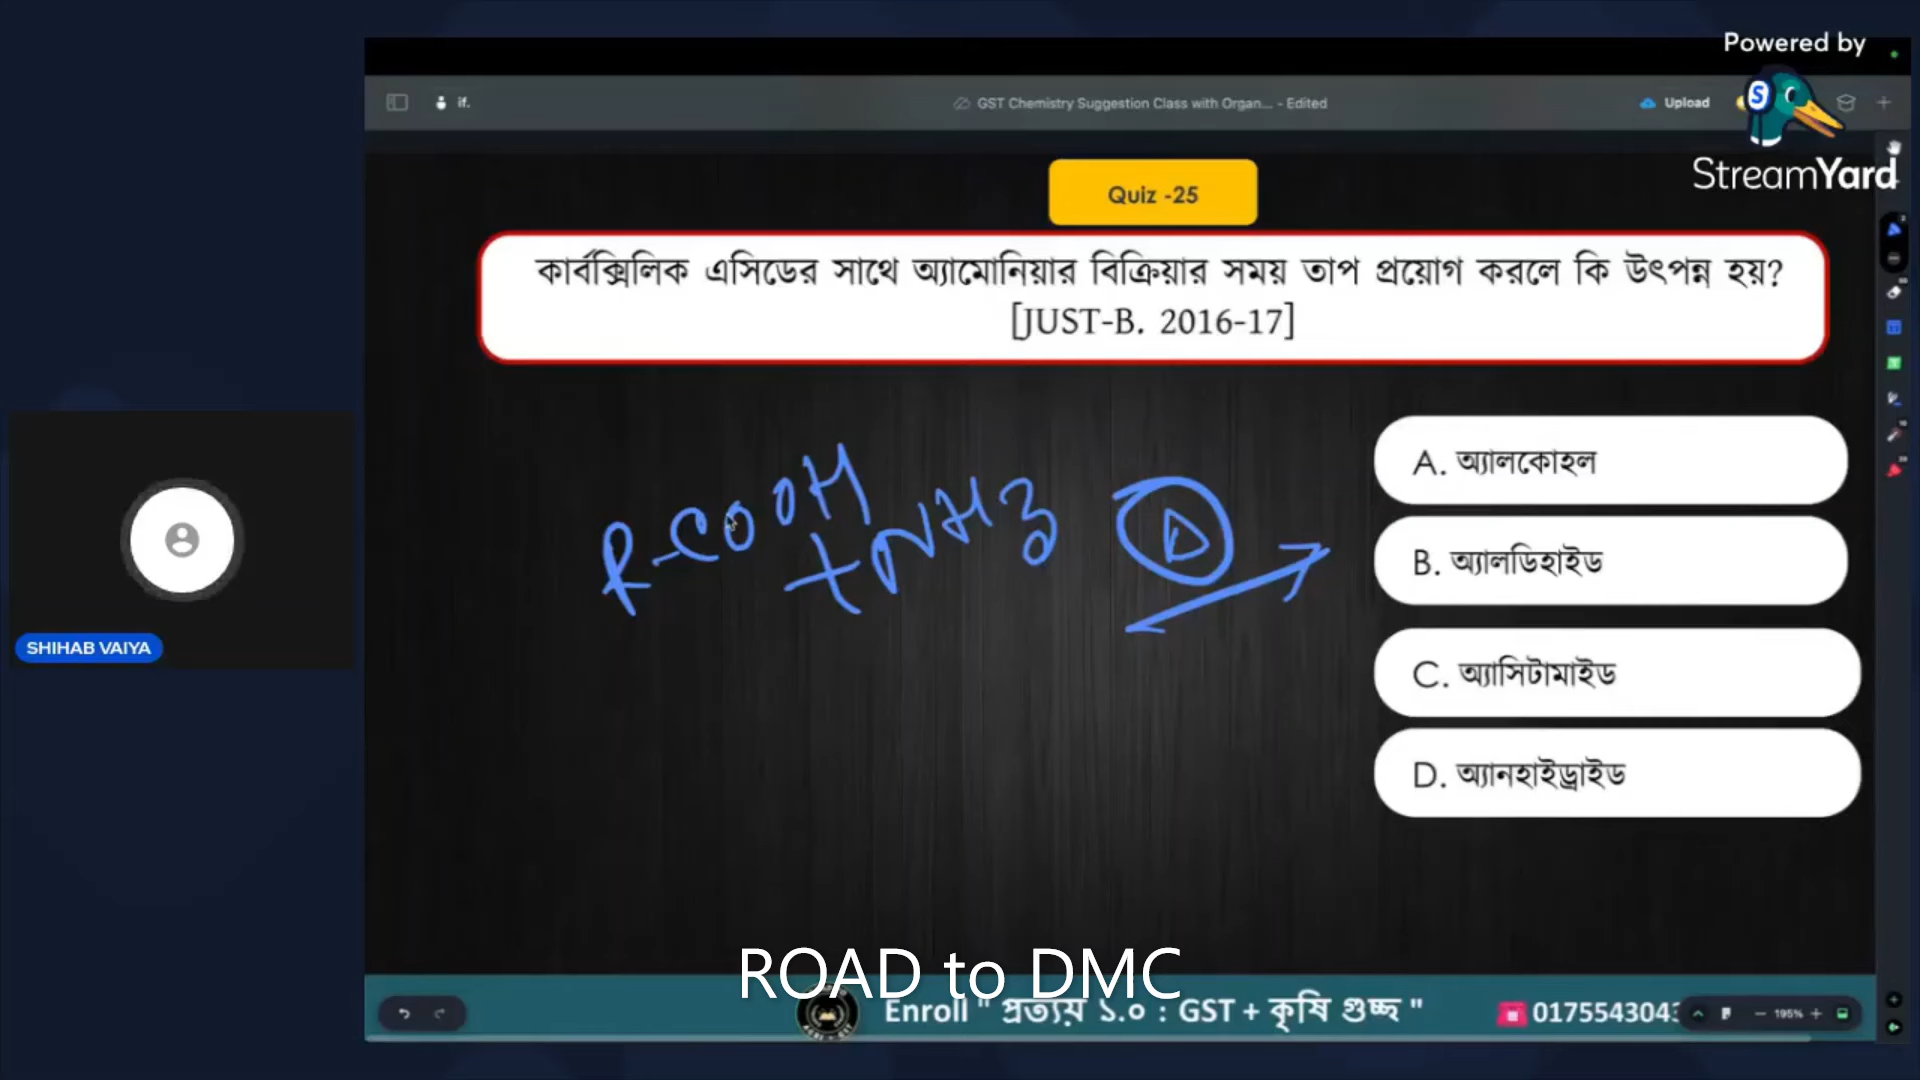 Powered by
StreamYard
if.
GST Chemistry Suggestion Class with Organ... - Edited
Upload
Quiz -25
কার্বক্সিলিক এসিডের সাথে অ্যামোনিয়ার বিক্রিয়ার সময় তাপ প্রয়োগ করলে কি উৎপন্ন হয়?
[JUST-B. 2016-17]
R-COOH
+ NH3
Δ
A. অ্যালকোহল
B. অ্যালডিহাইড
C. অ্যাসিটামাইড
D. অ্যানহাইড্রাইড
SHIHAB VAIYA
ROAD to DMC
Enroll " প্রত্যয় ১.০ : GST + কৃষি গুচ্ছ "
0175543043
195%